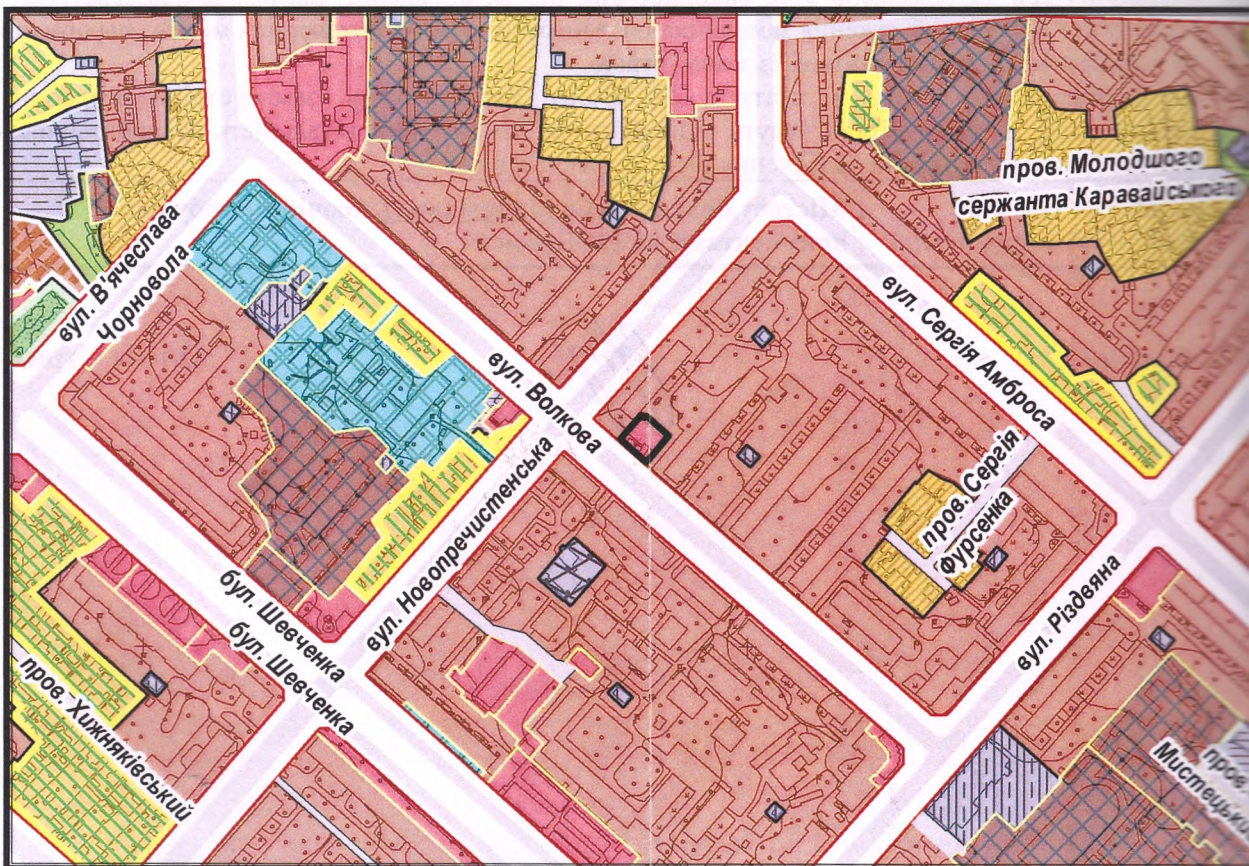 пров. Молодшого
сержанта Каравайського
вул. В'ячеслава
Чорновола
вул. Сергія Амброса
вул. Волкова
пров. Сергія
Фурсенка
вул. Новопречистенська
бул. Шевченка
бул. Шевченка
вул. Різдвяна
пров. Хижняківський
пров.